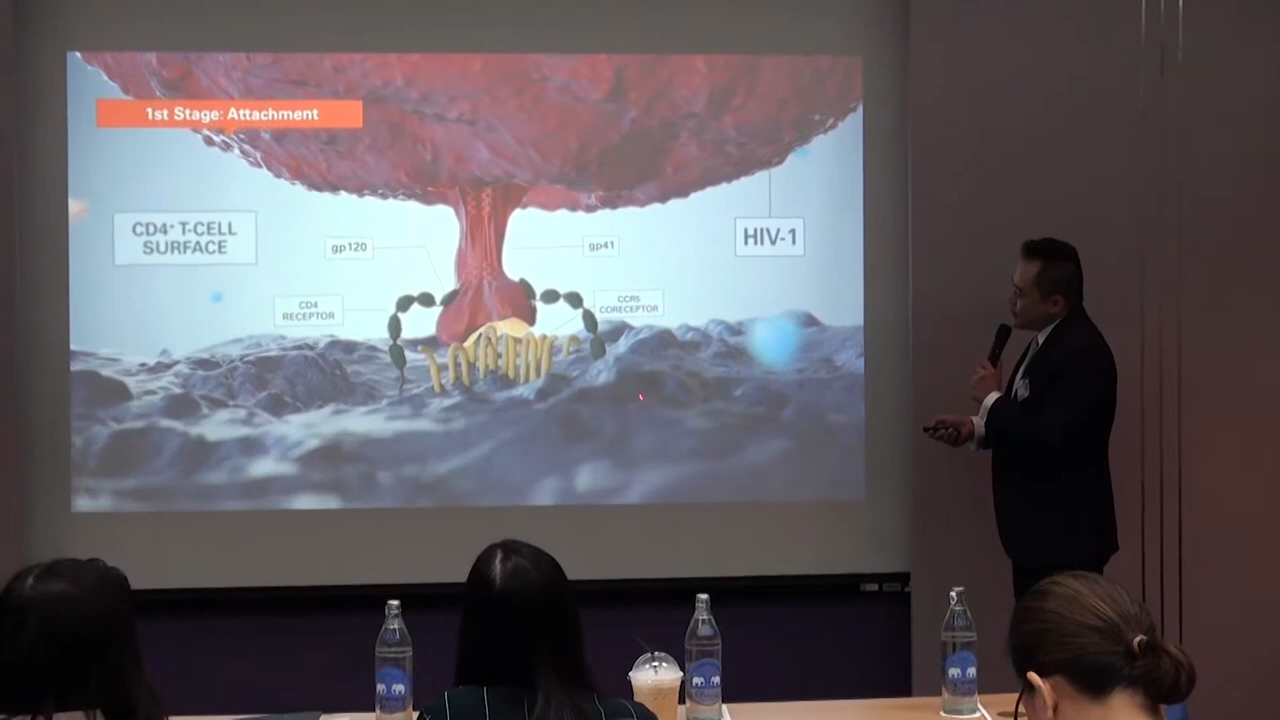 1st Stage: Attachment
CD4⁺ T-CELL
SURFACE
gp120
gp41
HIV-1
CD4
RECEPTOR
CCR5
CORECEPTOR